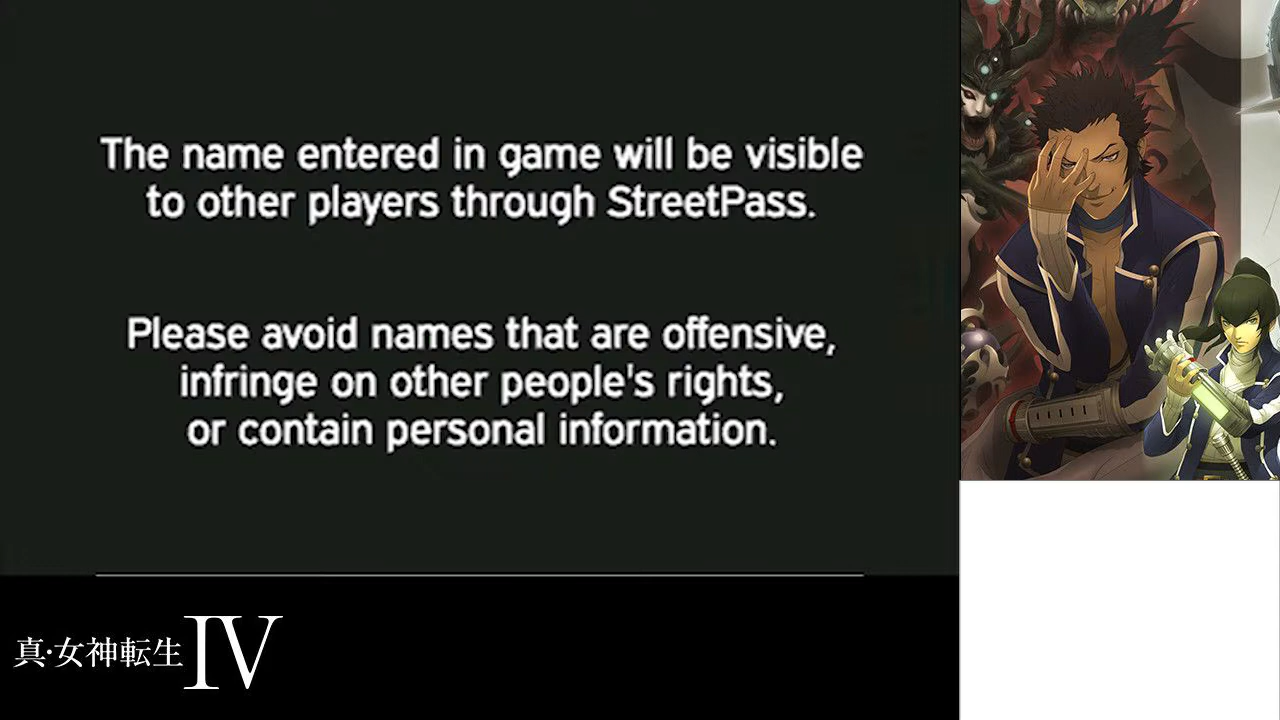 The name entered in game will be visible
to other players through StreetPass.
Please avoid names that are offensive,
infringe on other people's rights,
or contain personal information.
真・女神転生IV